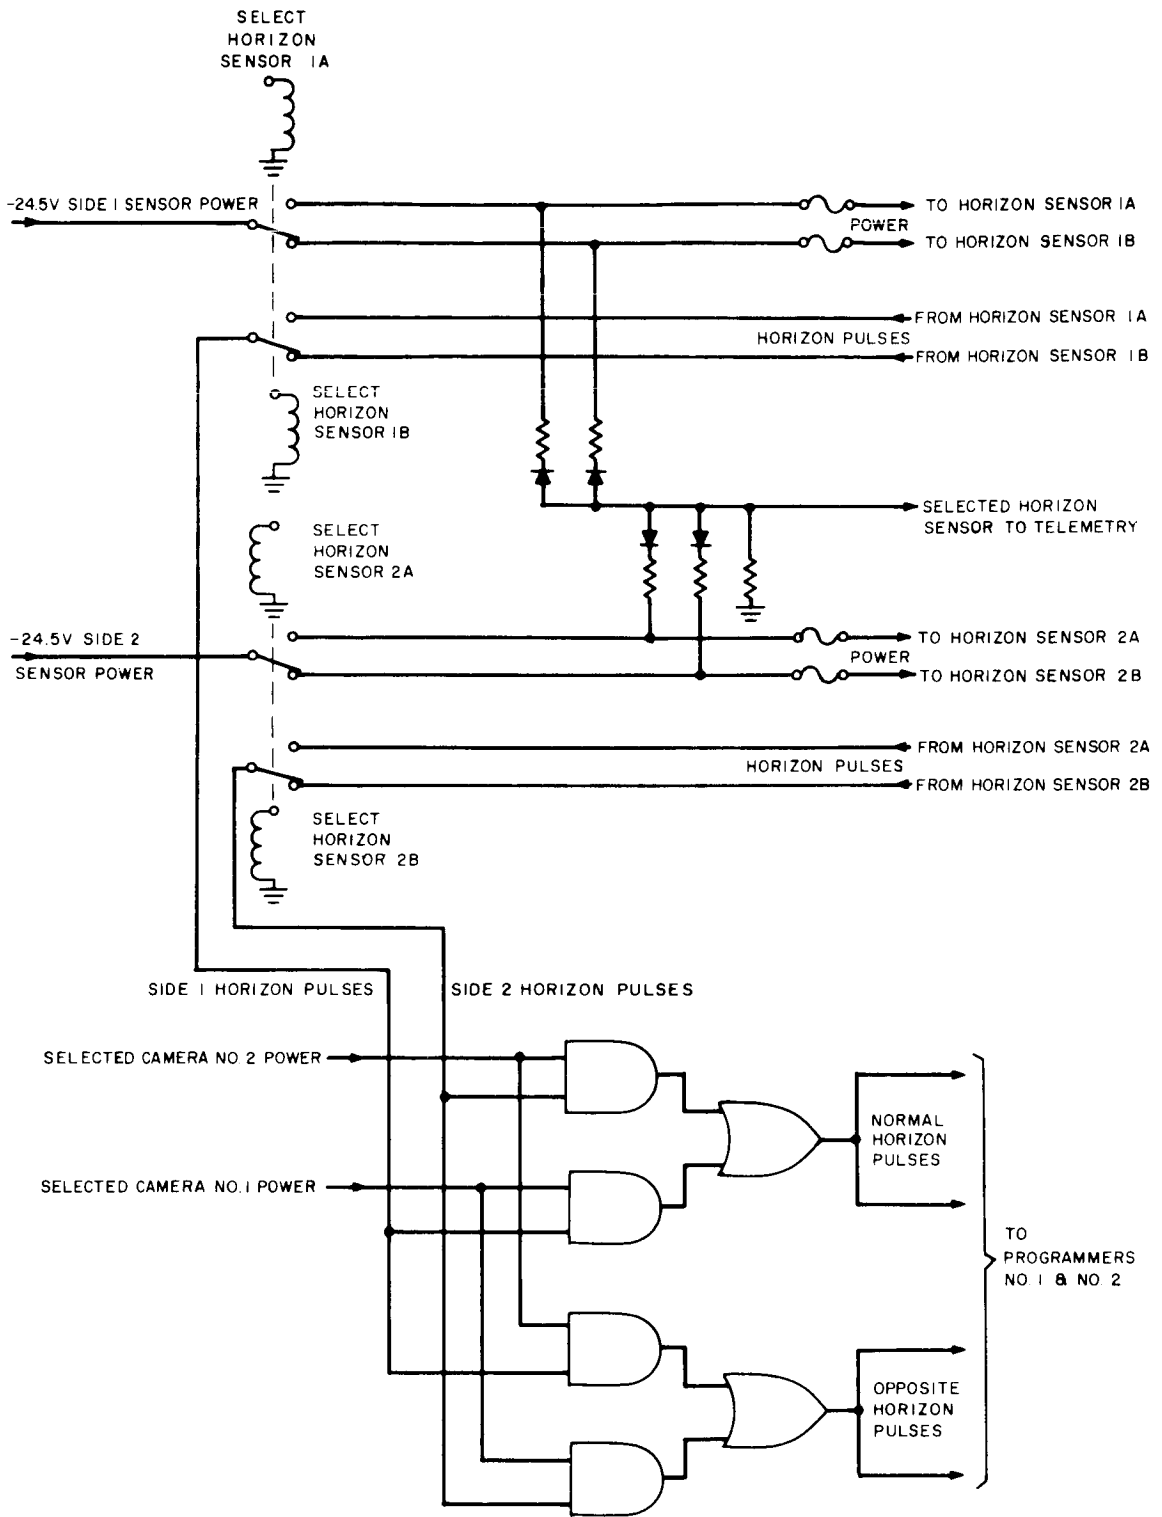 SELECT
HORIZON
SENSOR 1A
-24.5V SIDE 1 SENSOR POWER
TO HORIZON SENSOR 1A
POWER
TO HORIZON SENSOR 1B
FROM HORIZON SENSOR 1A
HORIZON PULSES
FROM HORIZON SENSOR 1B
SELECT
HORIZON
SENSOR 1B
SELECTED HORIZON
SENSOR TO TELEMETRY
SELECT
HORIZON
SENSOR 2A
-24.5V SIDE 2
SENSOR POWER
TO HORIZON SENSOR 2A
POWER
TO HORIZON SENSOR 2B
FROM HORIZON SENSOR 2A
HORIZON PULSES
FROM HORIZON SENSOR 2B
SELECT
HORIZON
SENSOR 2B
SIDE 1 HORIZON PULSES
SIDE 2 HORIZON PULSES
SELECTED CAMERA NO. 2 POWER
NORMAL
HORIZON
PULSES
SELECTED CAMERA NO. 1 POWER
TO
PROGRAMMERS
NO. 1 & NO. 2
OPPOSITE
HORIZON
PULSES